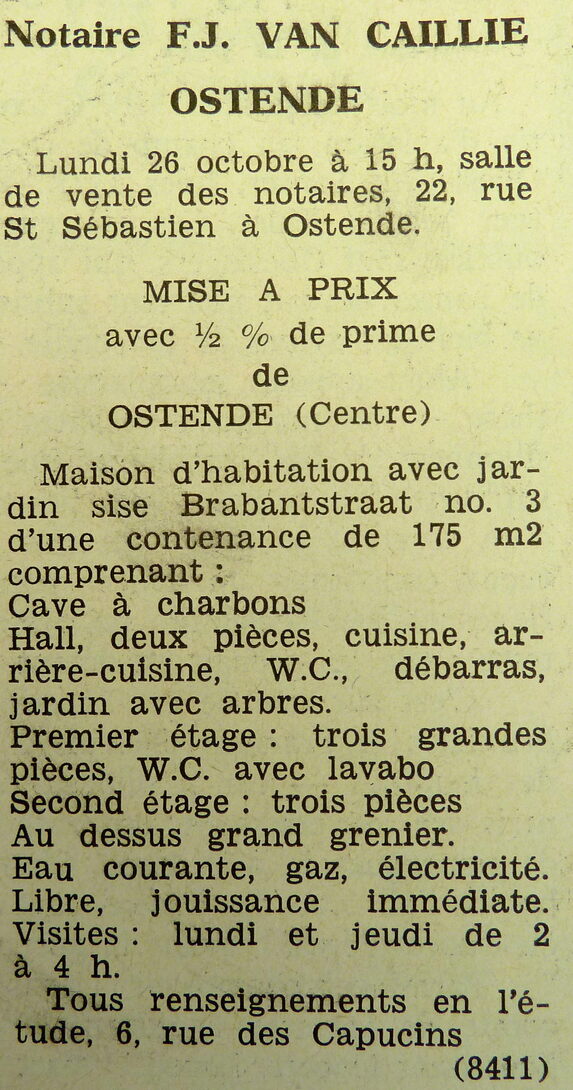 Notaire F.J. VAN CAILLIE
OSTENDE
Lundi 26 octobre à 15 h, salle
de vente des notaires, 22, rue
St Sébastien à Ostende.
MISE A PRIX
avec ½ % de prime
de
OSTENDE (Centre)
Maison d'habitation avec jar-
din sise Brabantstraat no. 3
d'une contenance de 175 m2
comprenant :
Cave à charbons
Hall, deux pièces, cuisine, ar-
rière-cuisine, W.C., débarras,
jardin avec arbres.
Premier étage : trois grandes
pièces, W.C. avec lavabo
Second étage : trois pièces
Au dessus grand grenier.
Eau courante, gaz, électricité.
Libre, jouissance immédiate.
Visites : lundi et jeudi de 2
à 4 h.
Tous renseignements en l'é-
tude, 6, rue des Capucins
(8411)